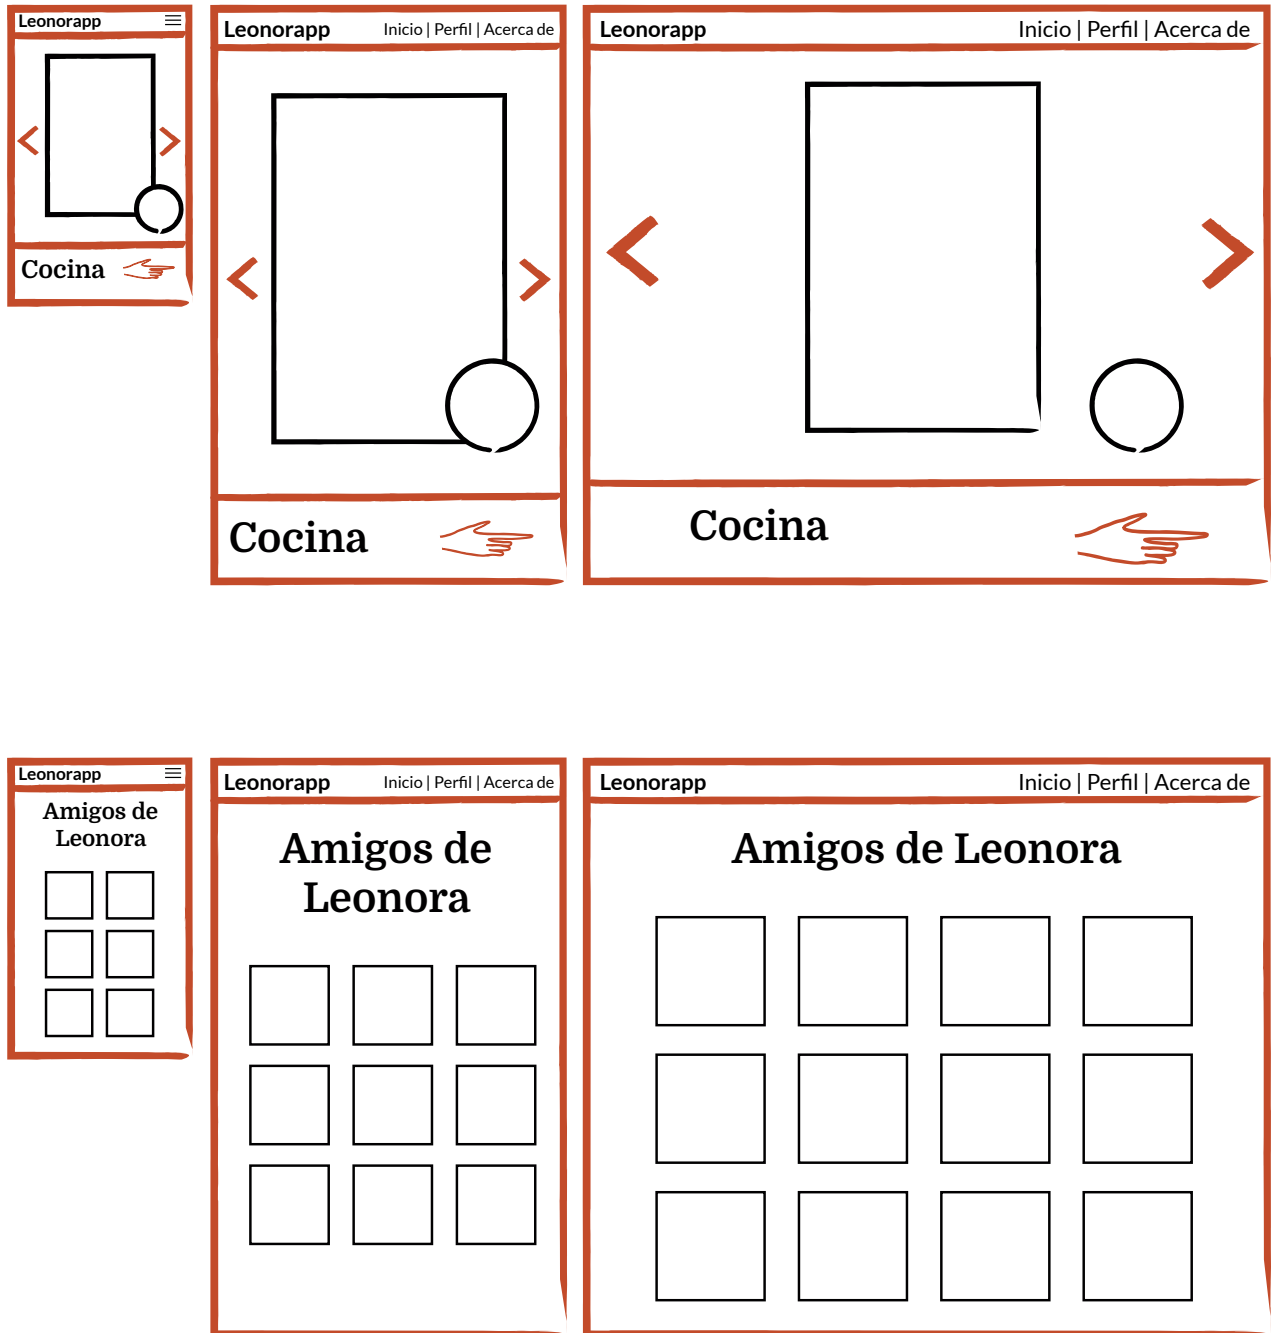 Leonorapp
Cocina
Leonorapp Inicio | Perfil | Acerca de
Cocina
Leonorapp Inicio | Perfil | Acerca de
Cocina
Leonorapp
Amigos de
Leonora
Leonorapp Inicio | Perfil | Acerca de
Amigos de
Leonora
Leonorapp Inicio | Perfil | Acerca de
Amigos de Leonora